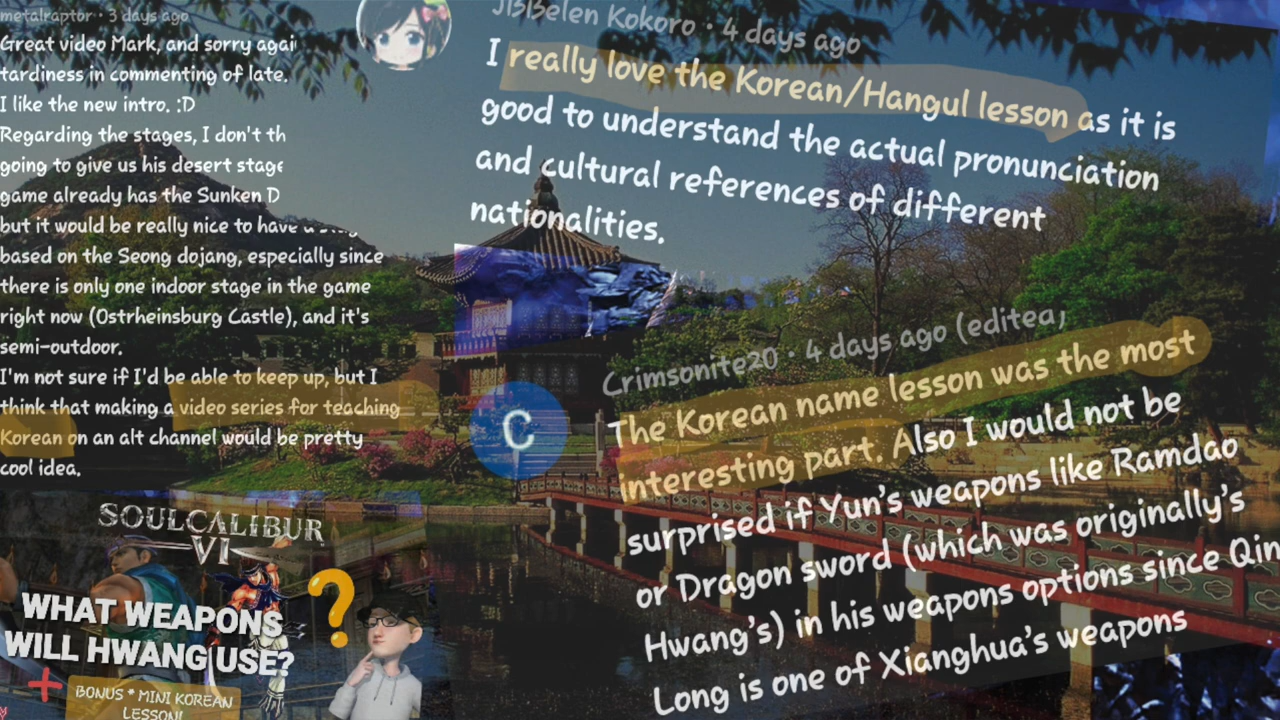 metalraptor · 3 days ago
Great video Mark, and sorry agai
tardiness in commenting of late.
I like the new intro. :D
Regarding the stages, I don't th
going to give us his desert stage
game already has the Sunken D
but it would be really nice to have a
based on the Seong dojang, especially since
there is only one indoor stage in the game
right now (Ostrheinsburg Castle), and it's
semi-outdoor.
I'm not sure if I'd be able to keep up, but I
think that making a video series for teaching
Korean on an alt channel would be pretty
cool idea.
Belen Kokoro · 4 days ago
I really love the Korean/Hangul lesson as it is
good to understand the actual pronunciation
and cultural references of different
nationalities.
C
Crimsonite20 · 4 days ago (edited)
The Korean name lesson was the most
interesting part. Also I would not be
surprised if Yun's weapons like Ramdao
or Dragon sword (which was originally's
Hwang's) in his weapons options since Qin
Long is one of Xianghua's weapons
SOULCALIBUR
VI
WHAT WEAPONS
WILL HWANG USE?
?
BONUS * MINI KOREAN
LESSON!